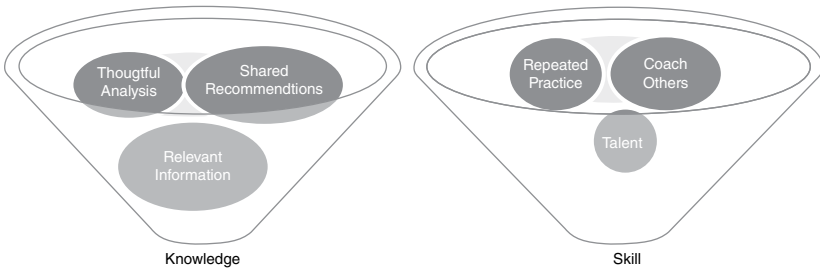 Thougtful
Analysis
Shared
Recommendtions
Relevant
Information
Knowledge
Repeated
Practice
Coach
Others
Talent
Skill